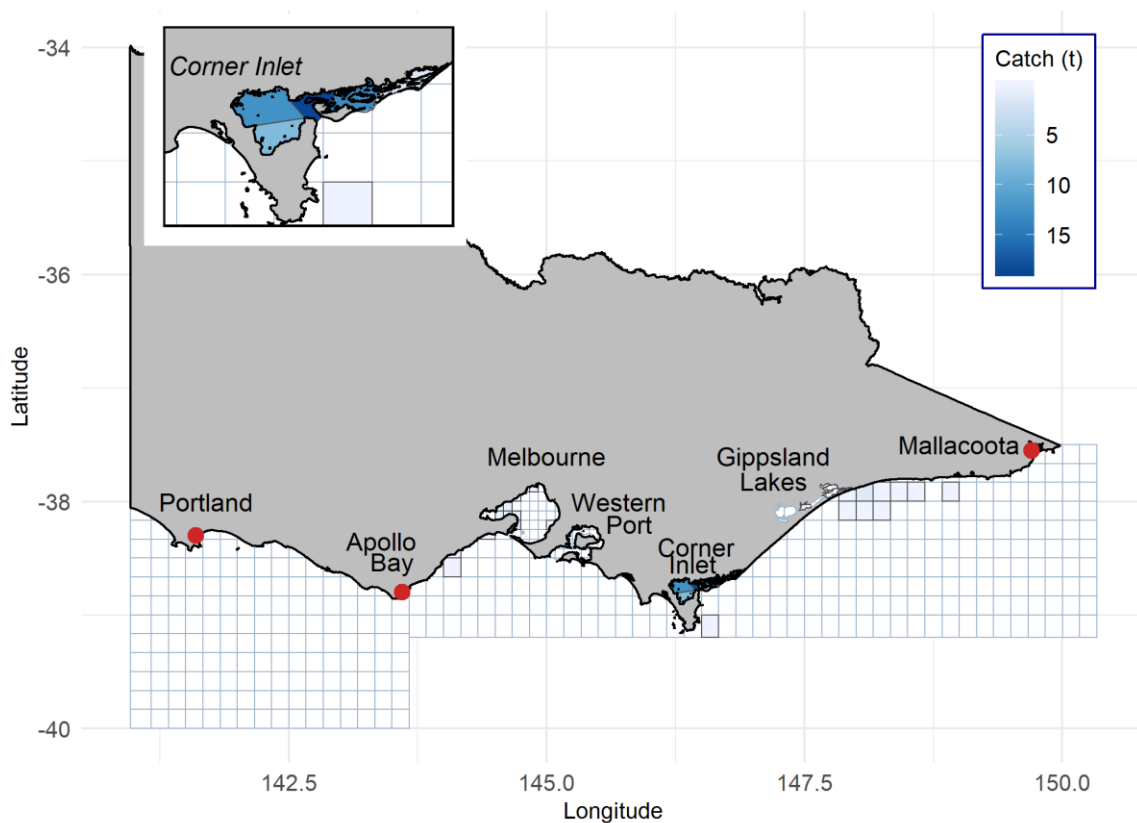 -34
Corner Inlet
Catch (t)
5
10
15
-36
Latitude
Mallacoota
Melbourne
Gippsland
Lakes
-38
Portland
Western
Port
Apollo
Bay
Corner
Inlet
-40
142.5
145.0
147.5
150.0
Longitude